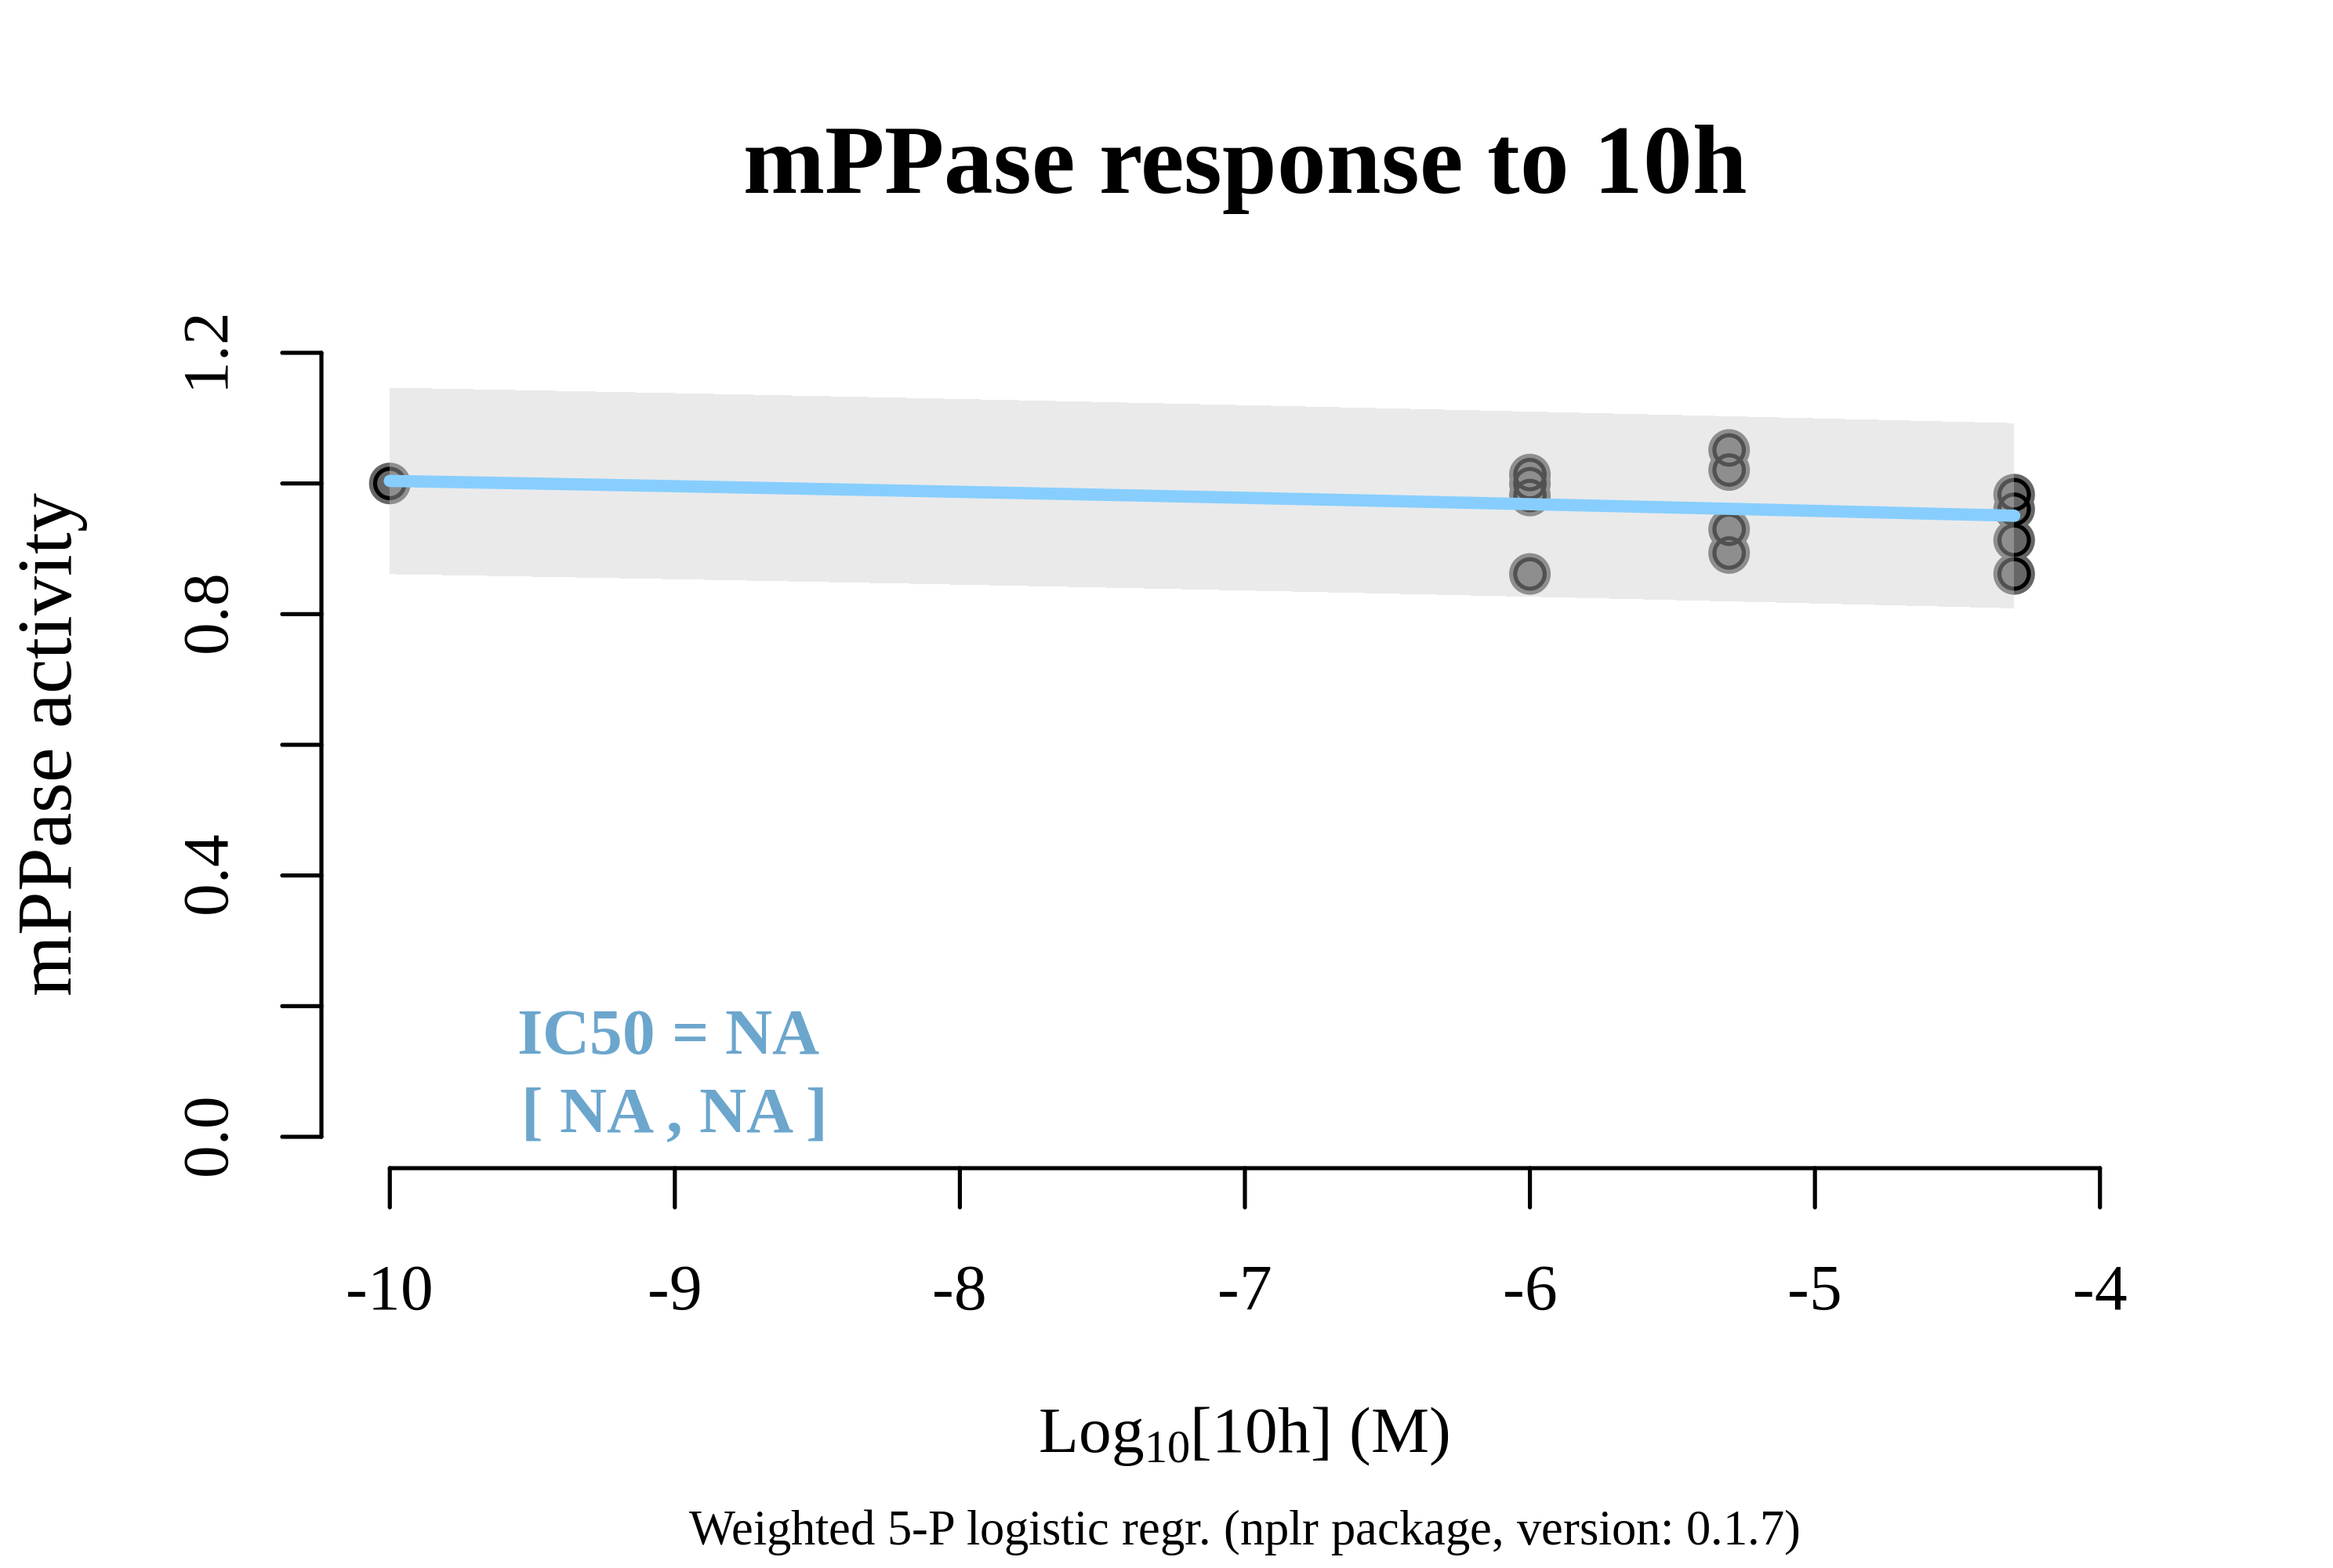 mPPase response to 10h
mPPase activity
1.2
0.8
0.4
0.0
IC50 = NA
[ NA , NA ]
-10 -9 -8 -7 -6 -5 -4
Log10[10h] (M)
Weighted 5-P logistic regr. (nplr package, version: 0.1.7)